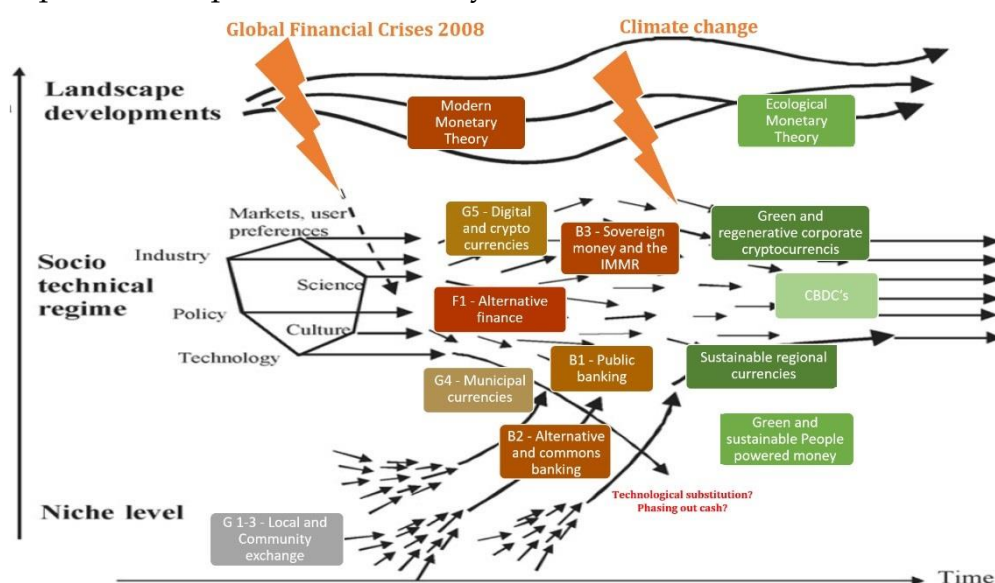 Global Financial Crises 2008
Climate change
Landscape
developments
Modern
Monetary
Theory
Ecological
Monetary
Theory
Markets, user
preferences
Industry
Science
Policy
Culture
Technology
Socio
technical
regime
G5 - Digital
and crypto
currencies
B3 - Sovereign
money and the
IMMR
Green and
regenerative corporate
cryptocurrencis
CBDC's
F1 - Alternative
finance
B1 - Public
banking
Sustainable regional
currencies
G4 - Municipal
currencies
B2 - Alternative
and commons
banking
Green and
sustainable People
powered money
Technological substitution?
Phasing out cash?
Niche level
G 1-3 - Local and
Community
exchange
Time